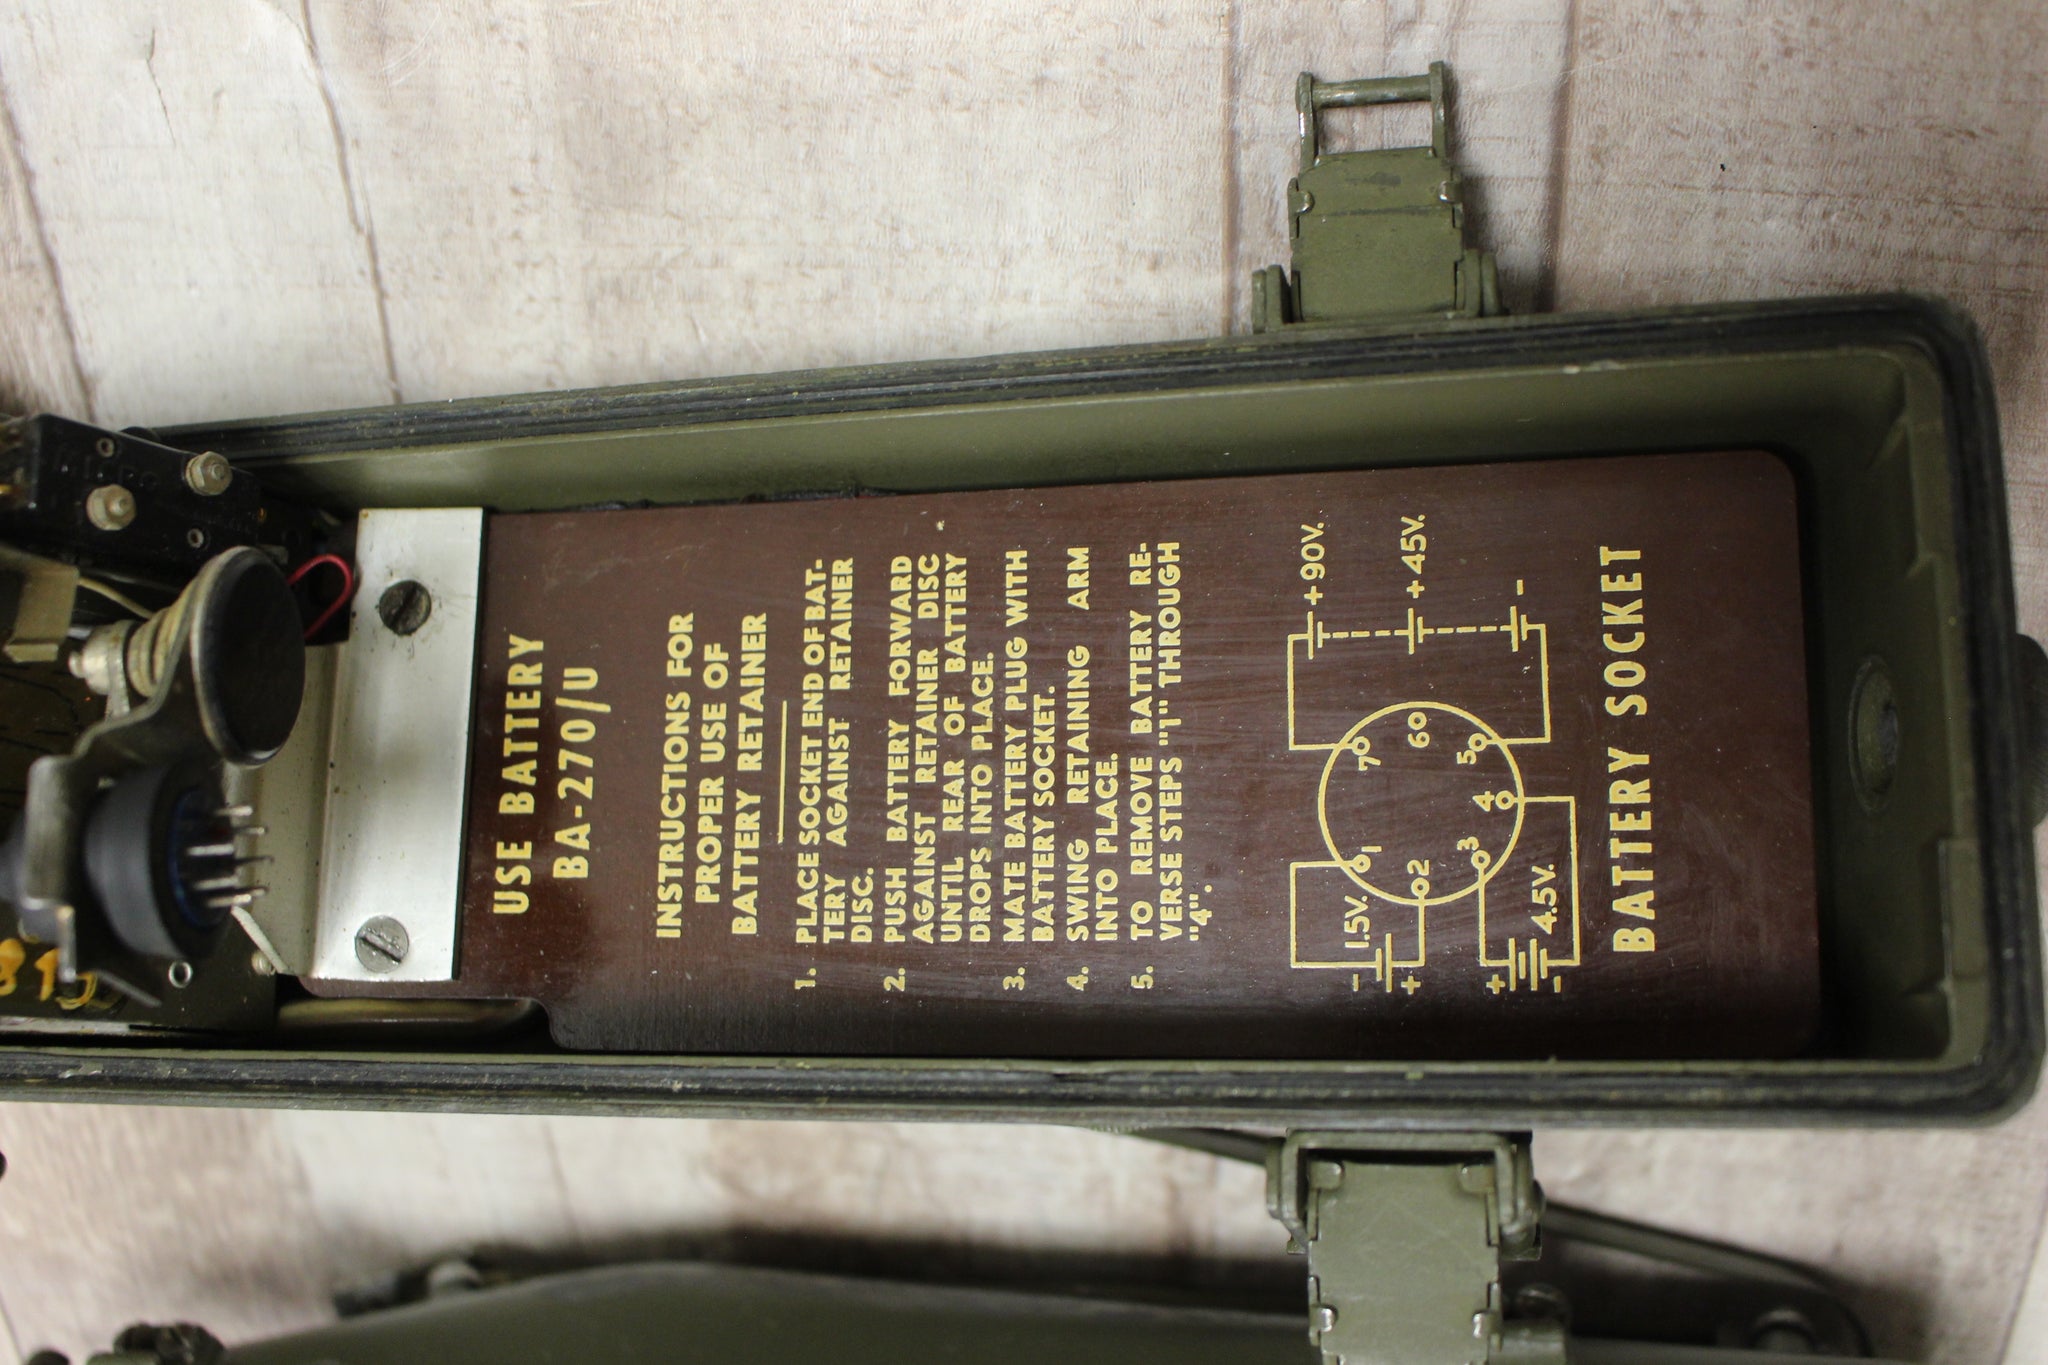 USE BATTERY
BA-270/U
INSTRUCTIONS FOR
PROPER USE OF
BATTERY RETAINER
1. PLACE SOCKET END OF BAT-
TERY AGAINST RETAINER
DISC.
2. PUSH BATTERY FORWARD
AGAINST RETAINER DISC
UNTIL REAR OF BATTERY
DROPS INTO PLACE.
3. MATE BATTERY PLUG WITH
BATTERY SOCKET.
4. SWING RETAINING ARM
INTO PLACE.
5. TO REMOVE BATTERY RE-
VERSE STEPS "1" THROUGH
"4".
- 1.5V. + 1 2 7 6 +90V.
+ 4.5V. - 3 4 5 +45V. -
BATTERY SOCKET
MICRO